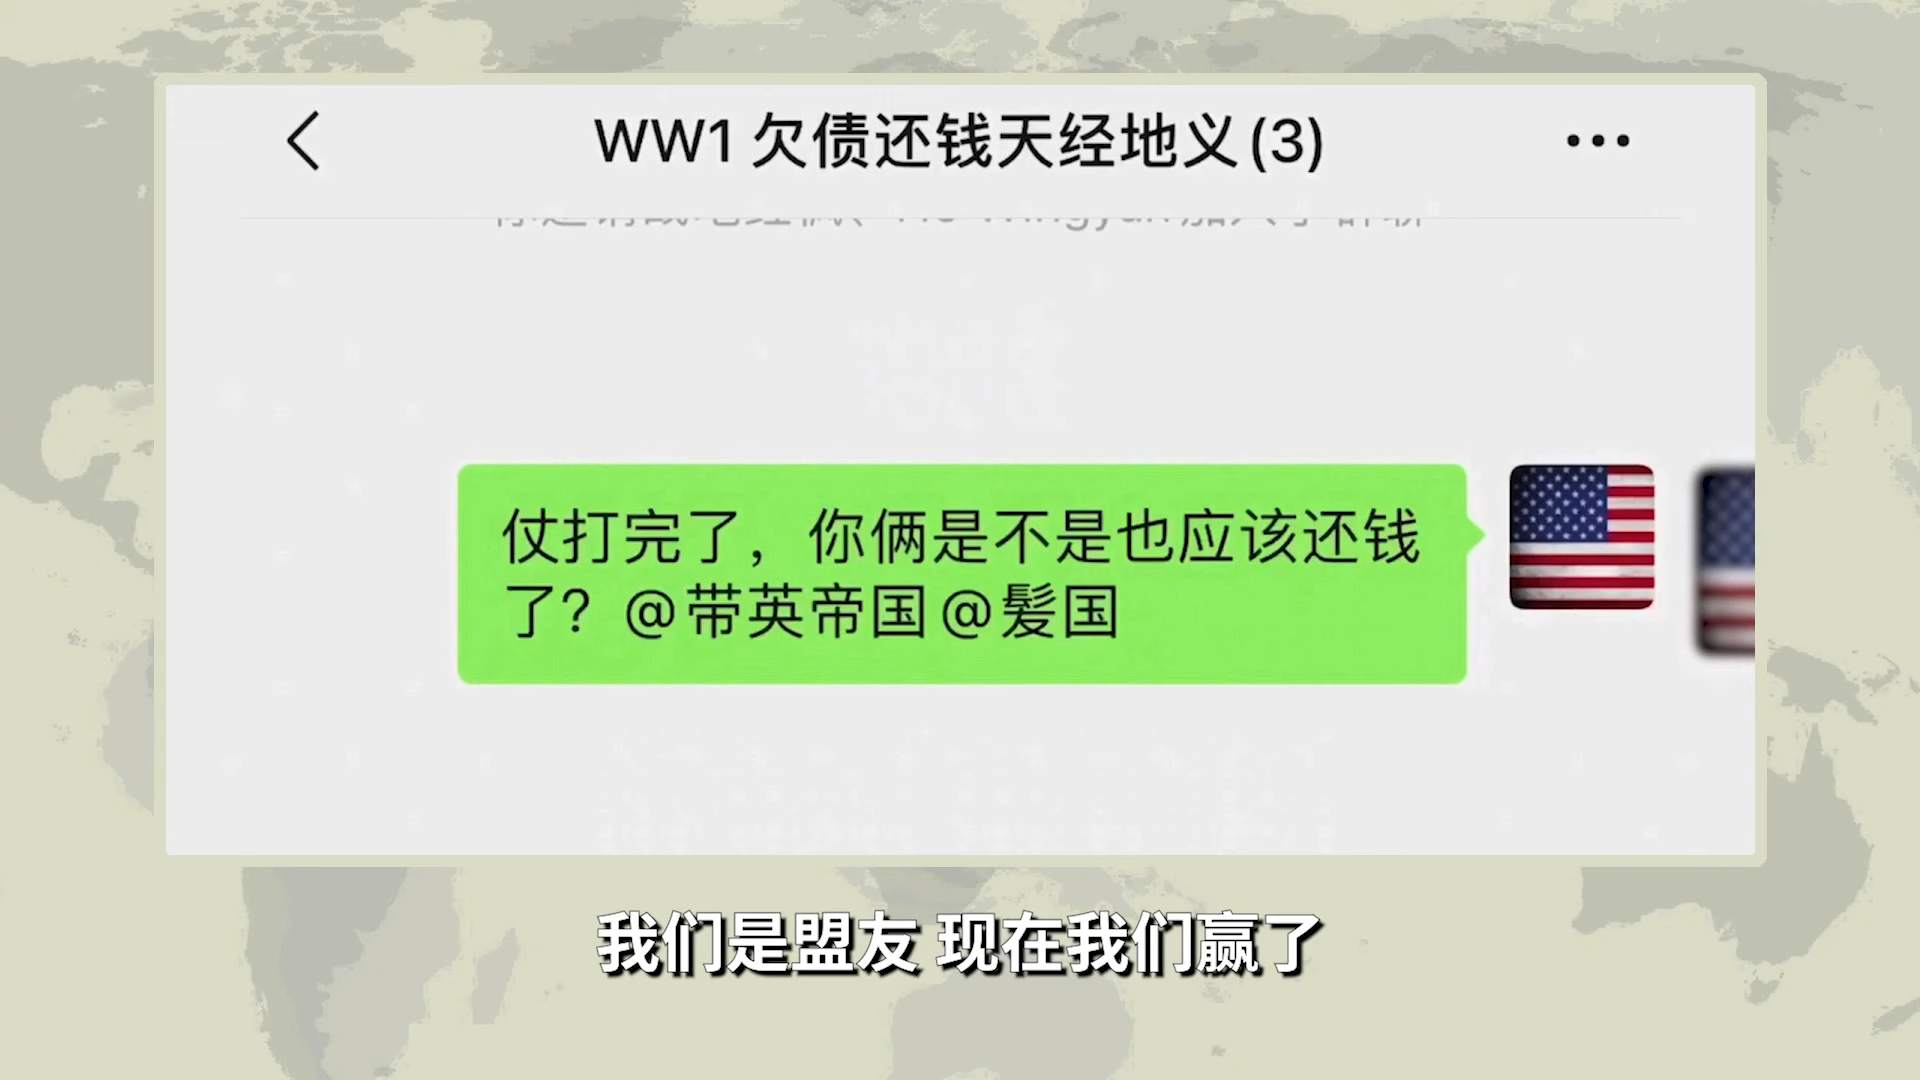 WW1 欠债还钱天经地义(3)
仗打完了，你俩是不是也应该还钱
了？@带英帝国@髪国
我们是盟友 现在我们赢了